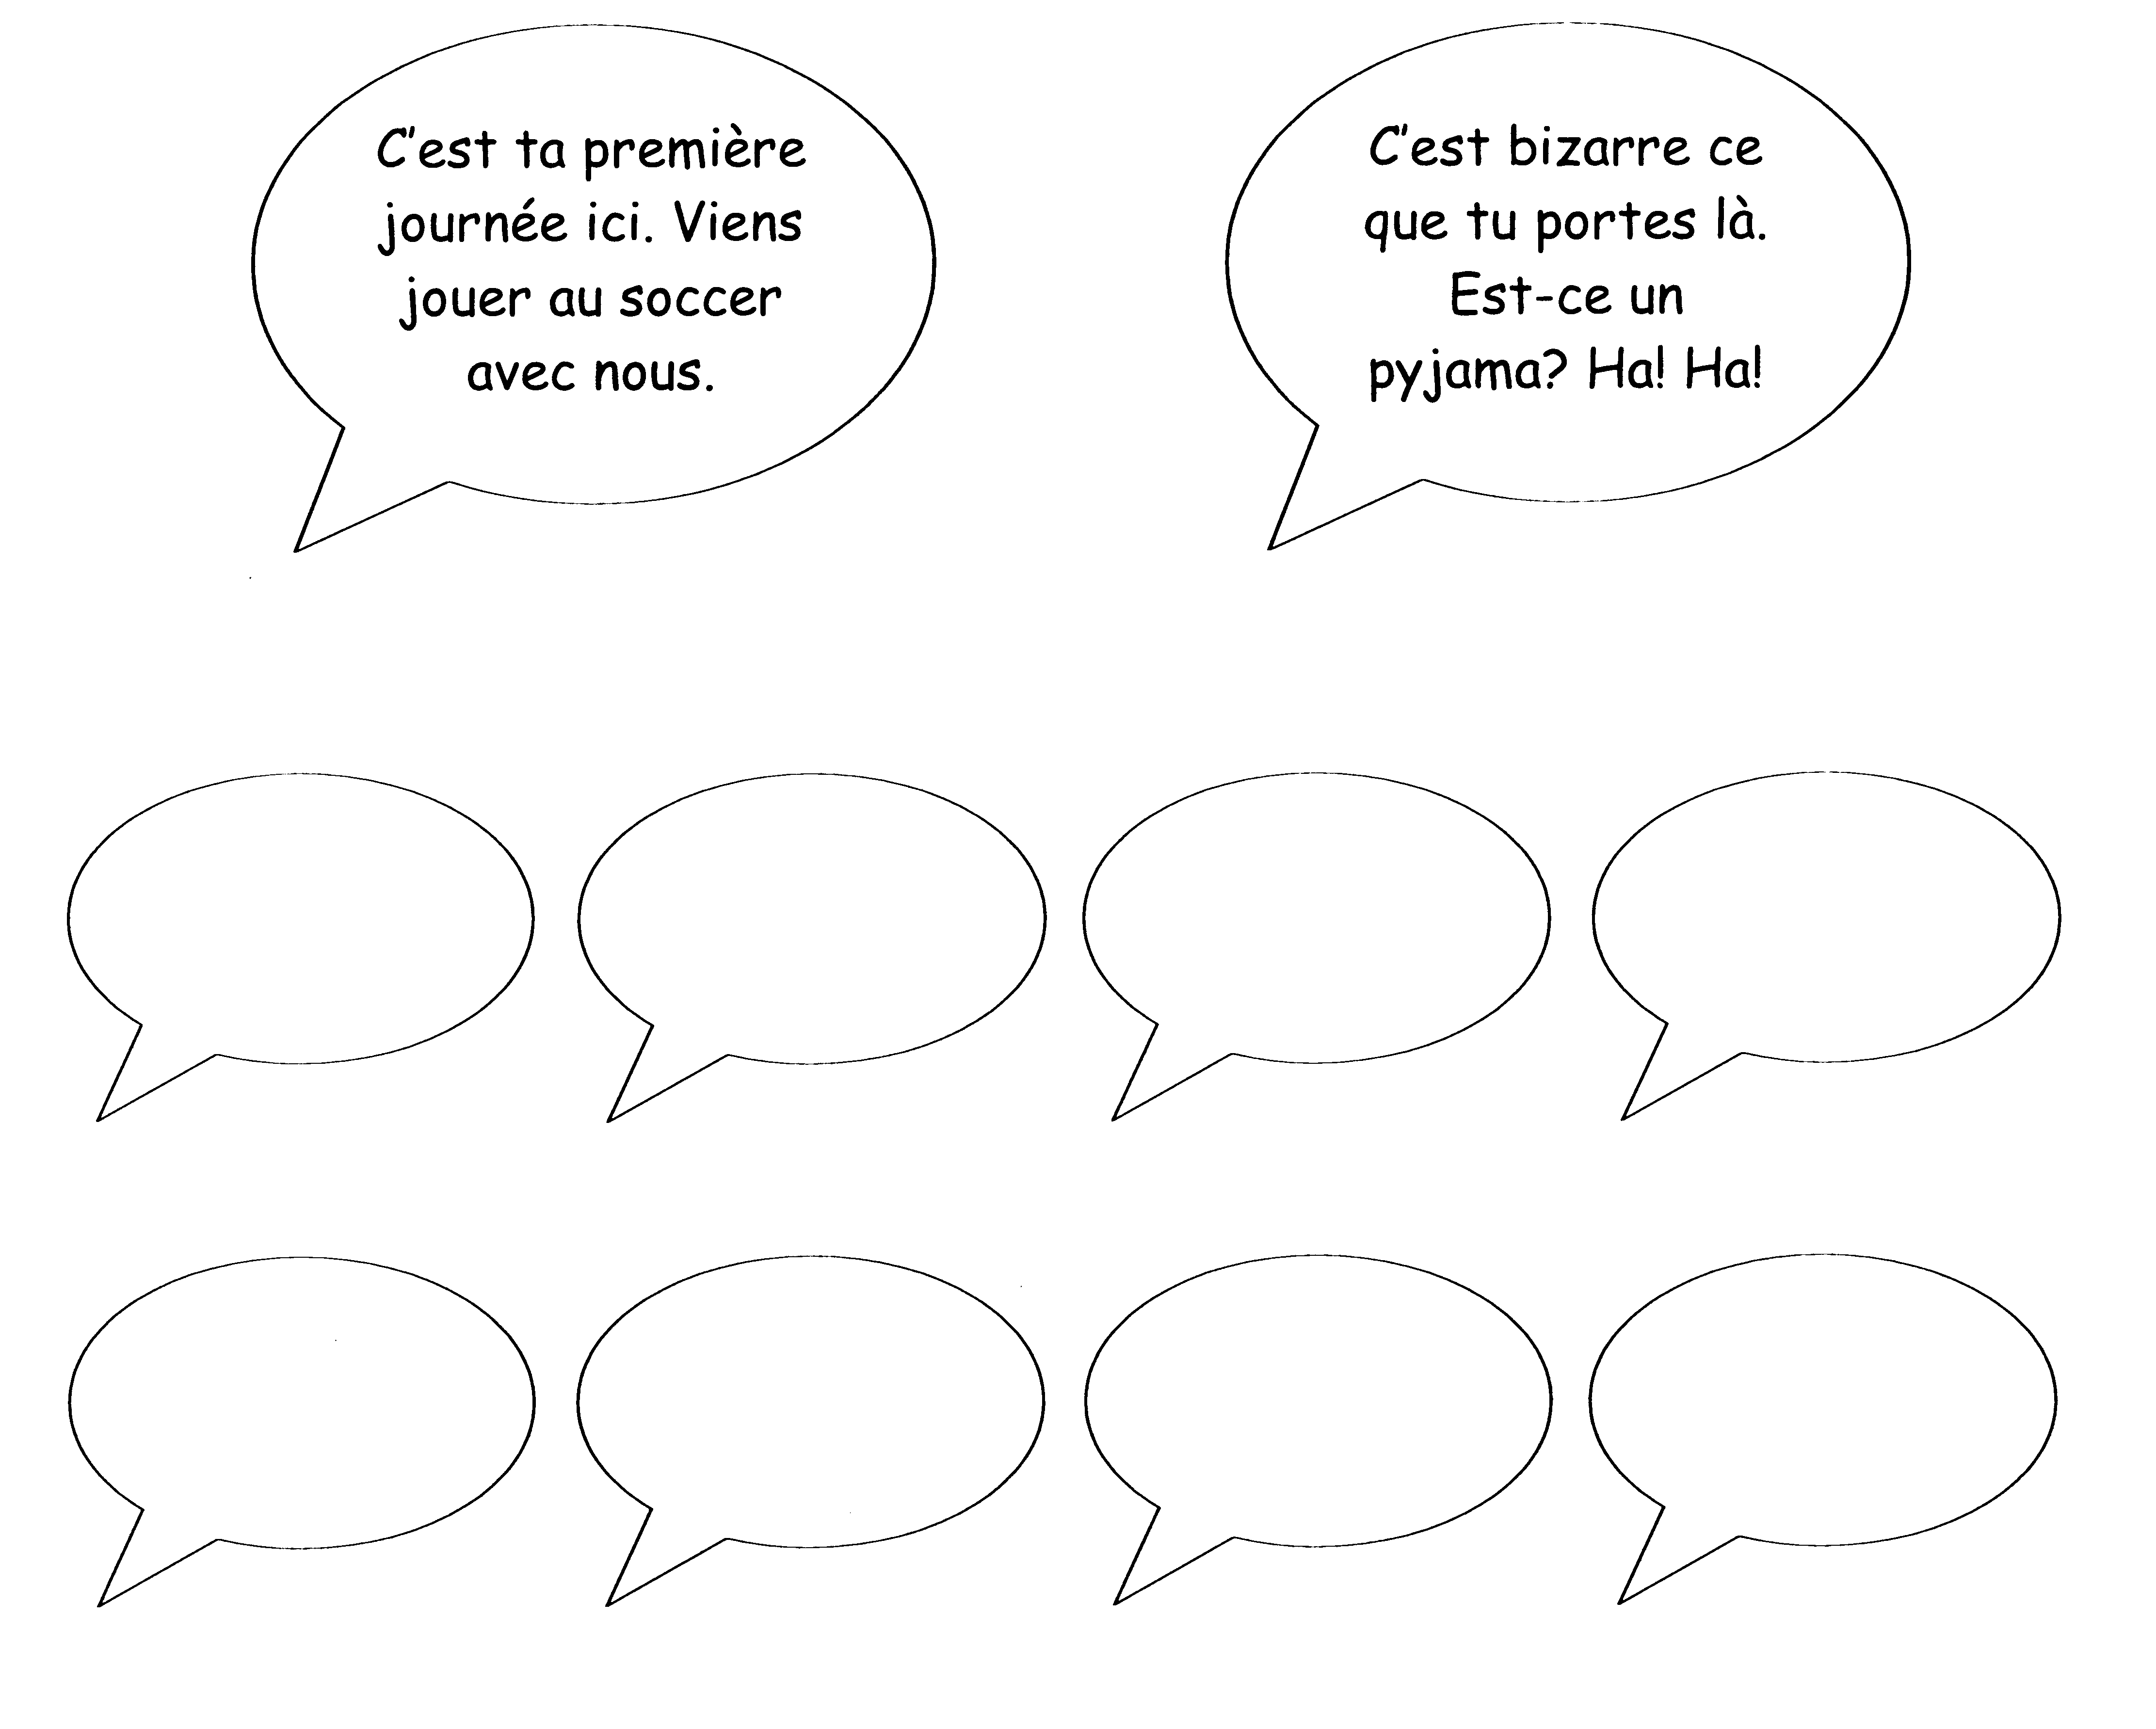 C'est ta première
journée ici. Viens
jouer au soccer
avec nous.
C'est bizarre ce
que tu portes là.
Est-ce un
pyjama? Ha! Ha!